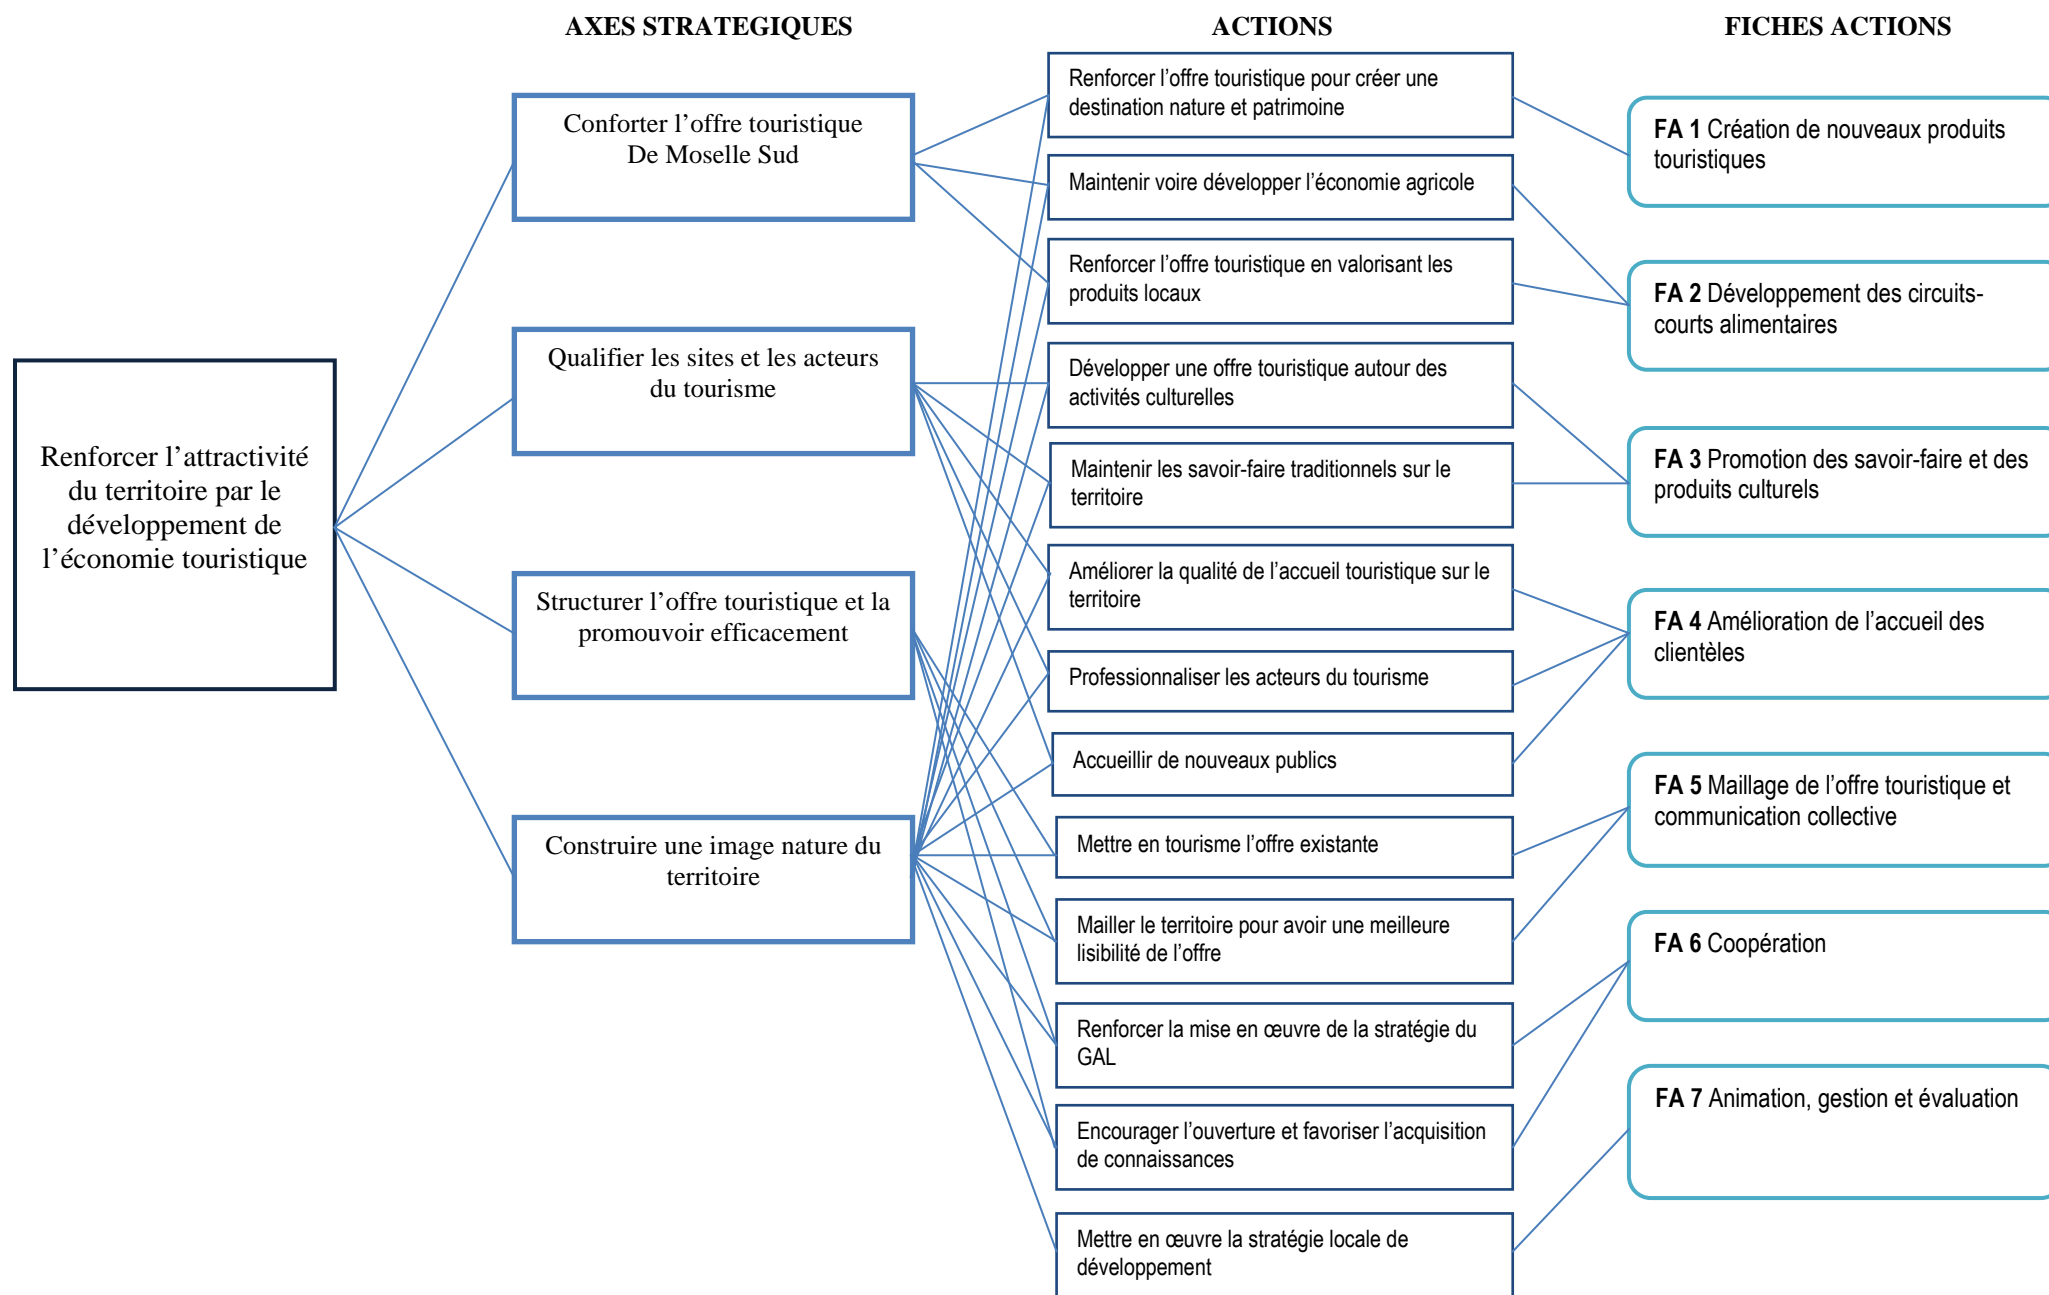 AXES STRATEGIQUES
ACTIONS
FICHES ACTIONS
Renforcer l’attractivité
du territoire par le
développement de
l’économie touristique
Conforter l’offre touristique
De Moselle Sud
Qualifier les sites et les acteurs
du tourisme
Structurer l’offre touristique et la
promouvoir efficacement
Construire une image nature du
territoire
Renforcer l’offre touristique pour créer une
destination nature et patrimoine
Maintenir voire développer l’économie agricole
Renforcer l’offre touristique en valorisant les
produits locaux
Développer une offre touristique autour des
activités culturelles
Maintenir les savoir-faire traditionnels sur le
territoire
Améliorer la qualité de l’accueil touristique sur le
territoire
Professionnaliser les acteurs du tourisme
Accueillir de nouveaux publics
Mettre en tourisme l’offre existante
Mailler le territoire pour avoir une meilleure
lisibilité de l’offre
Renforcer la mise en œuvre de la stratégie du
GAL
Encourager l’ouverture et favoriser l’acquisition
de connaissances
Mettre en œuvre la stratégie locale de
développement
FA 1 Création de nouveaux produits
touristiques
FA 2 Développement des circuits-
courts alimentaires
FA 3 Promotion des savoir-faire et des
produits culturels
FA 4 Amélioration de l’accueil des
clientèles
FA 5 Maillage de l’offre touristique et
communication collective
FA 6 Coopération
FA 7 Animation, gestion et évaluation